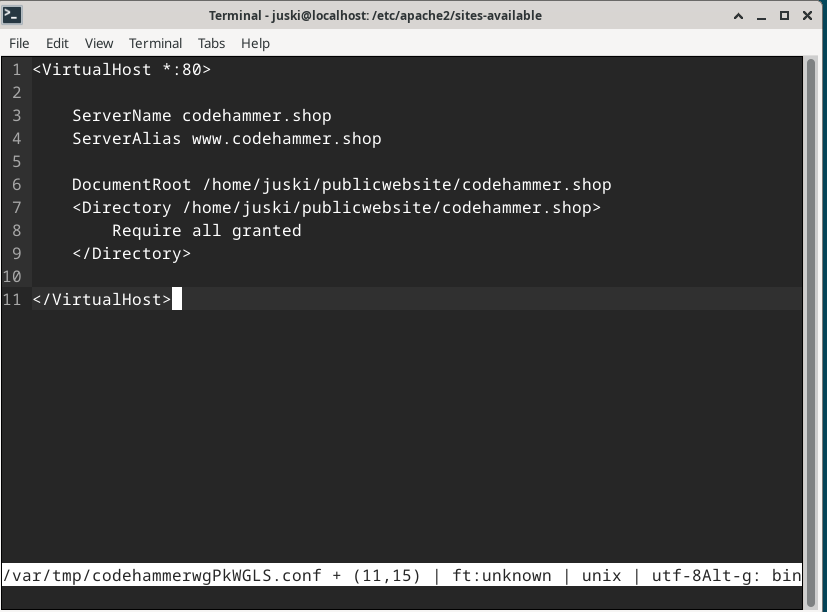 Terminal - juski@localhost: /etc/apache2/sites-available
File Edit View Terminal Tabs Help
1 <VirtualHost *:80>
2
3     ServerName codehammer.shop
4     ServerAlias www.codehammer.shop
5
6     DocumentRoot /home/juski/publicwebsite/codehammer.shop
7     <Directory /home/juski/publicwebsite/codehammer.shop>
8         Require all granted
9     </Directory>
10
11 </VirtualHost>
/var/tmp/codehammerwgPkWGLS.conf + (11,15) | ft:unknown | unix | utf-8Alt-g: bin